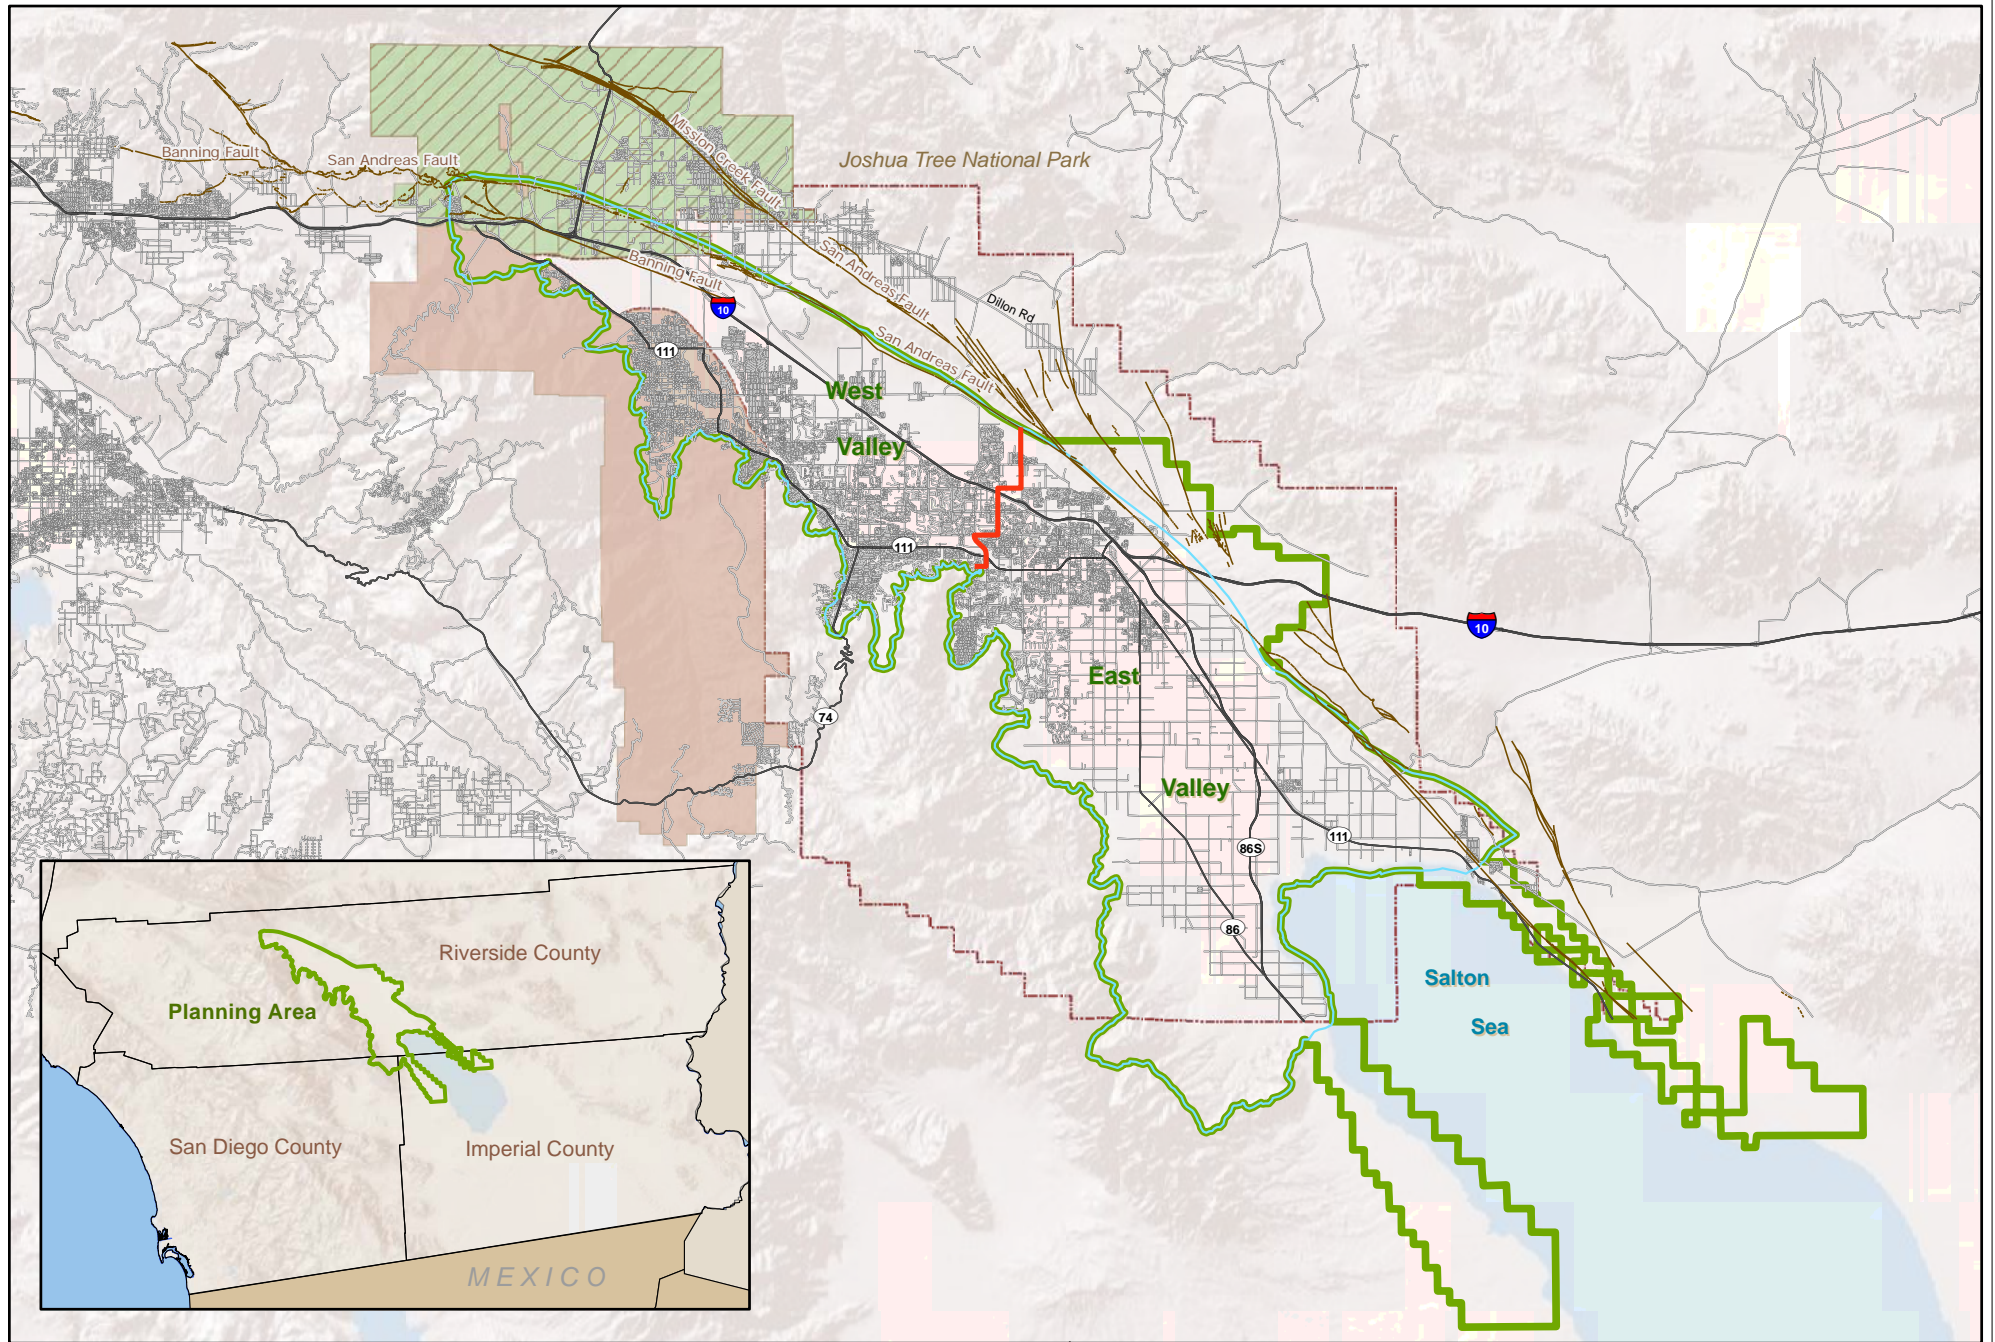 Joshua Tree National Park
Mission Creek Fault
Banning Fault
San Andreas Fault
San Andreas Fault
Banning Fault
10
Dillon Rd
San Andreas Fault
111
West
Valley
111
10
East
74
Valley
111
86S
86
Salton
Sea
Riverside County
Planning Area
San Diego County
Imperial County
MEXICO